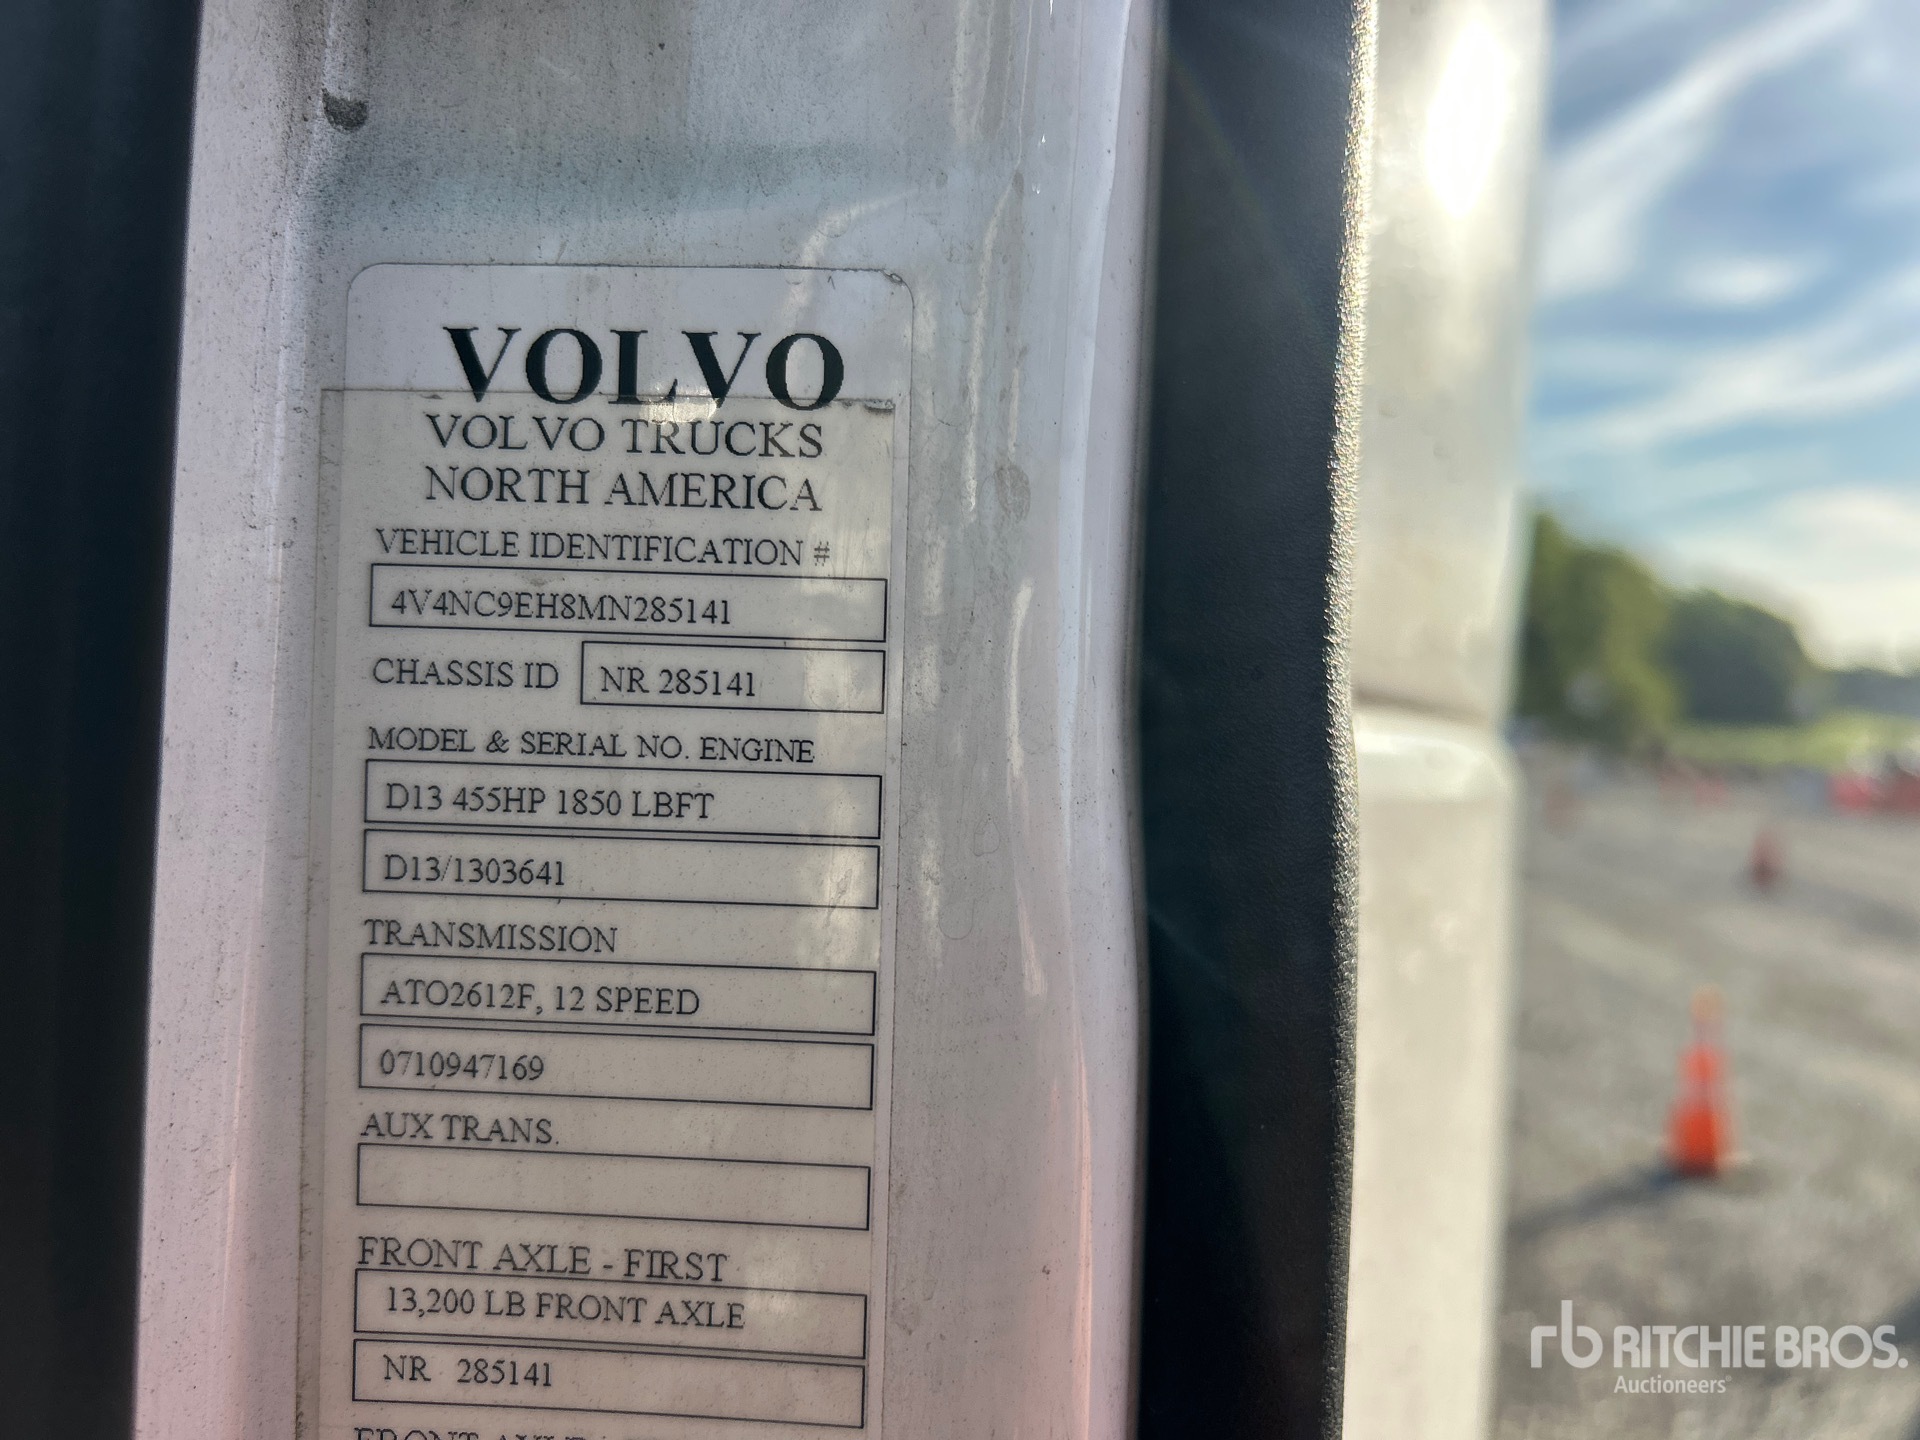 VOLVO
VOLVO TRUCKS
NORTH AMERICA
VEHICLE IDENTIFICATION #
4V4NC9EH8MN285141
CHASSIS ID NR 285141
MODEL & SERIAL NO. ENGINE
D13 455HP 1850 LBFT
D13/1303641
TRANSMISSION
ATO2612F, 12 SPEED
0710947169
AUX TRANS.
FRONT AXLE - FIRST
13,200 LB FRONT AXLE
NR 285141
rb RITCHIE BROS.
Auctioneers